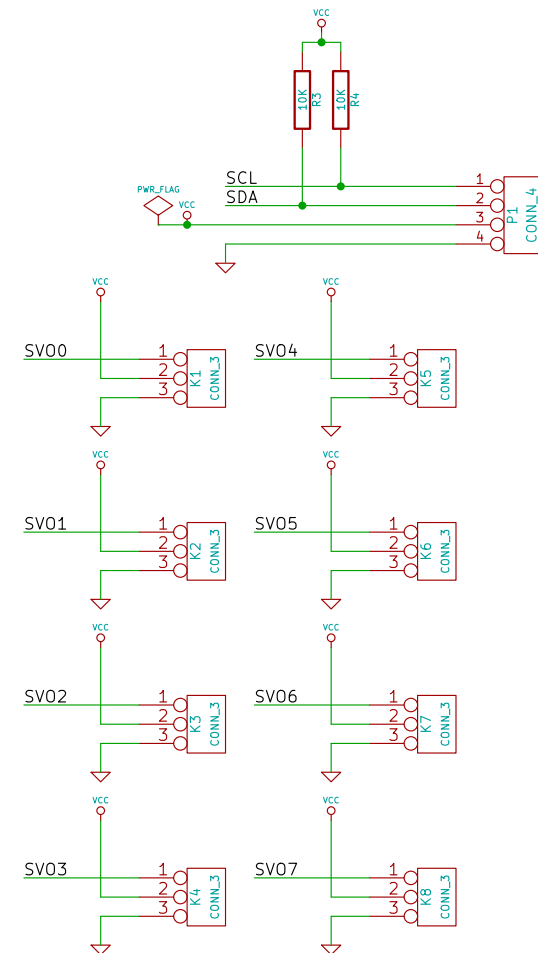 VCC
10K
R3
10K
R4
SCL
SDA
PWR_FLAG
VCC
1
2
3
4
P1
CONN_4
VCC
SVO0
1
2
3
K1
CONN_3
VCC
SVO4
1
2
3
K5
CONN_3
VCC
SVO1
1
2
3
K2
CONN_3
VCC
SVO5
1
2
3
K6
CONN_3
VCC
SVO2
1
2
3
K3
CONN_3
VCC
SVO6
1
2
3
K7
CONN_3
VCC
SVO3
1
2
3
K4
CONN_3
VCC
SVO7
1
2
3
K8
CONN_3